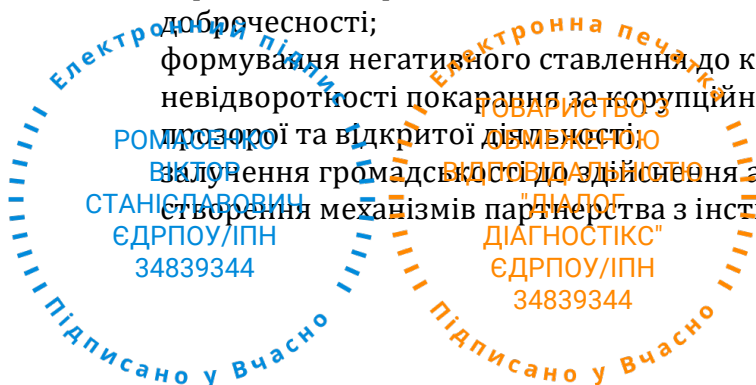 доброчесності;
формування негативного ставлення до к
невідворотності покарання за корупційн
прозорої та відкритої діяльності;
залучення громадськості до здійснення з
створення механізмів партнерства з інст
Електронний підпис
РОМАСЕНКО
ВІКТОР
СТАНІСЛАВОВИЧ
ЄДРПОУ/ІПН
34839344
Підписано у Вчасно
Електронна печатка
ТОВАРИСТВО З
ОБМЕЖЕНОЮ
ВІДПОВІДАЛЬНІСТЮ
"ДІАЛОГ
ДІАГНОСТІКС"
ЄДРПОУ/ІПН
34839344
Підписано у Вчасно